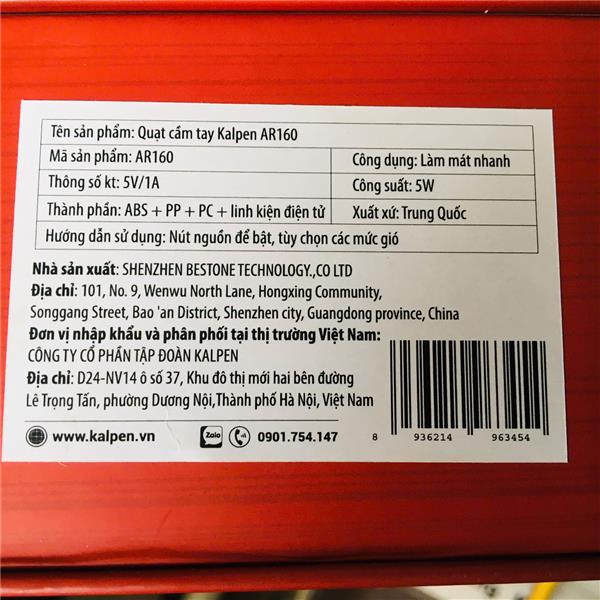 Tên sản phẩm: Quạt cầm tay Kalpen AR160
Mã sản phẩm: AR160
Công dụng: Làm mát nhanh
Thông số kt: 5V/1A
Công suất: 5W
Thành phần: ABS + PP + PC + linh kiện điện tử
Xuất xứ: Trung Quốc
Hướng dẫn sử dụng: Nút nguồn để bật, tùy chọn các mức gió
Nhà sản xuất: SHENZHEN BESTONE TECHNOLOGY.,CO LTD
Địa chỉ: 101, No. 9, Wenwu North Lane, Hongxing Community,
Songgang Street, Bao 'an District, Shenzhen city, Guangdong province, China
Đơn vị nhập khẩu và phân phối tại thị trường Việt Nam:
CÔNG TY CỔ PHẦN TẬP ĐOÀN KALPEN
Địa chỉ: D24-NV14 ô số 37, Khu đô thị mới hai bên đường
Lê Trọng Tấn, phường Dương Nội,Thành phố Hà Nội, Việt Nam
www.kalpen.vn
Zalo
0901.754.147
8 936214 963454